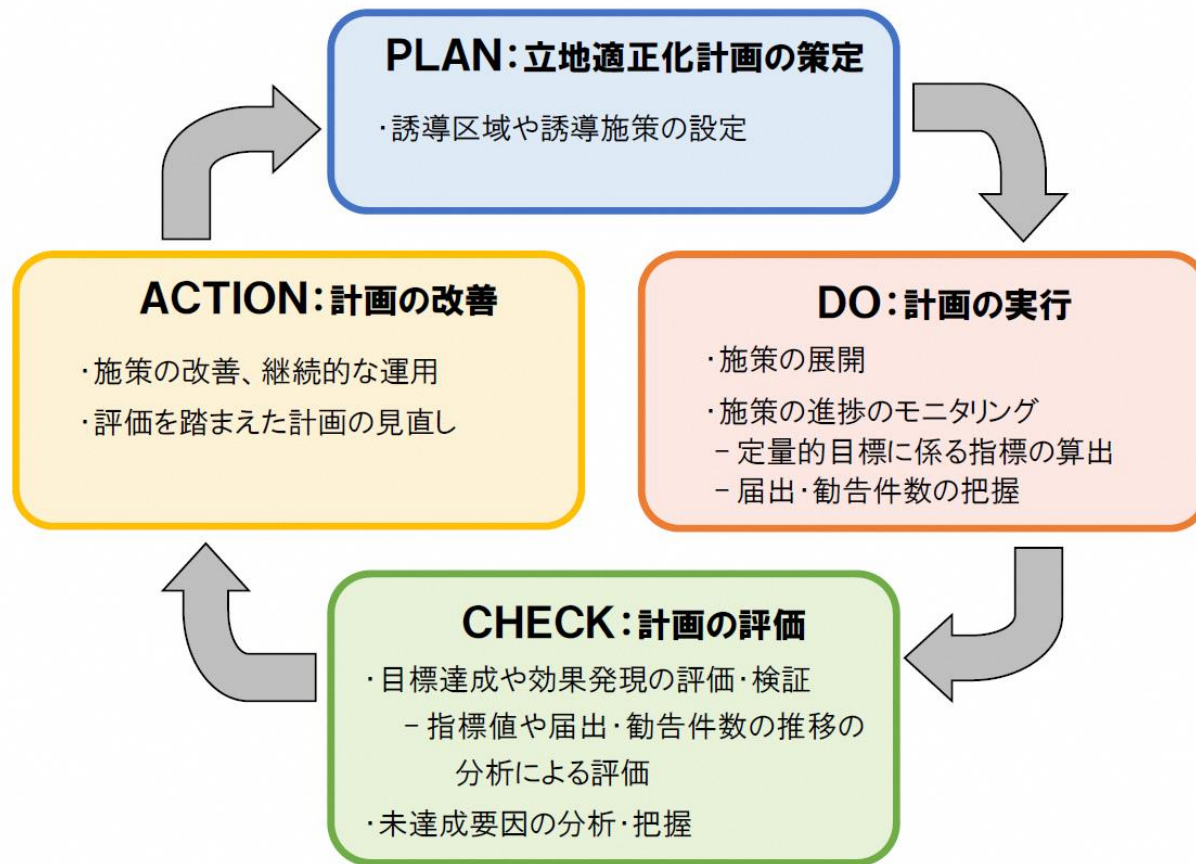 PLAN:立地適正化計画の策定
・誘導区域や誘導施策の設定
DO:計画の実行
・施策の展開
・施策の進捗のモニタリング
－定量的目標に係る指標の算出
－届出・勧告件数の把握
CHECK:計画の評価
・目標達成や効果発現の評価・検証
－指標値や届出・勧告件数の推移の
分析による評価
・未達成要因の分析・把握
ACTION:計画の改善
・施策の改善、継続的な運用
・評価を踏まえた計画の見直し